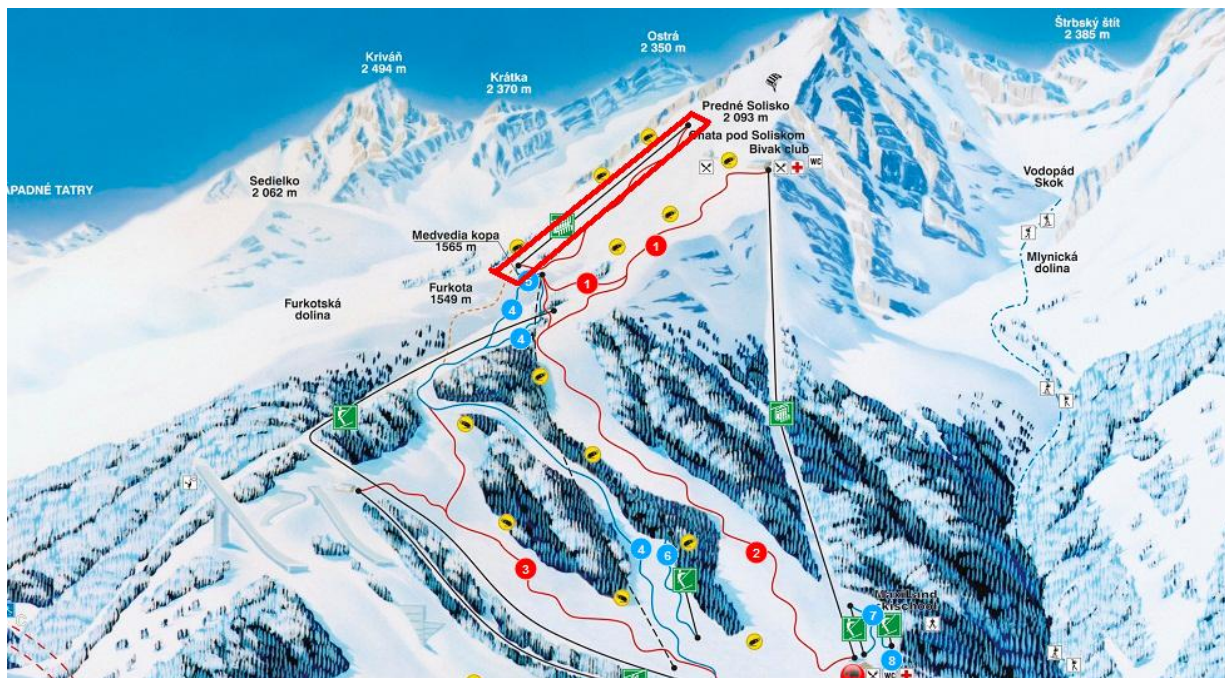 Štrbský štít
2 385 m
Ostrá
2 350 m
Kriváň
2 494 m
Krátka
2 370 m
Predné Solisko
2 093 m
Chata pod Soliskom
Bivak club
WC
APADNÉ TATRY
Sedielko
2 062 m
Vodopád
Skok
Medvedia kopa
1565 m
1
Mlynická
dolina
Furkota
1549 m
5
1
Furkotská
dolina
4
4
4
6
2
3
7
8
WC